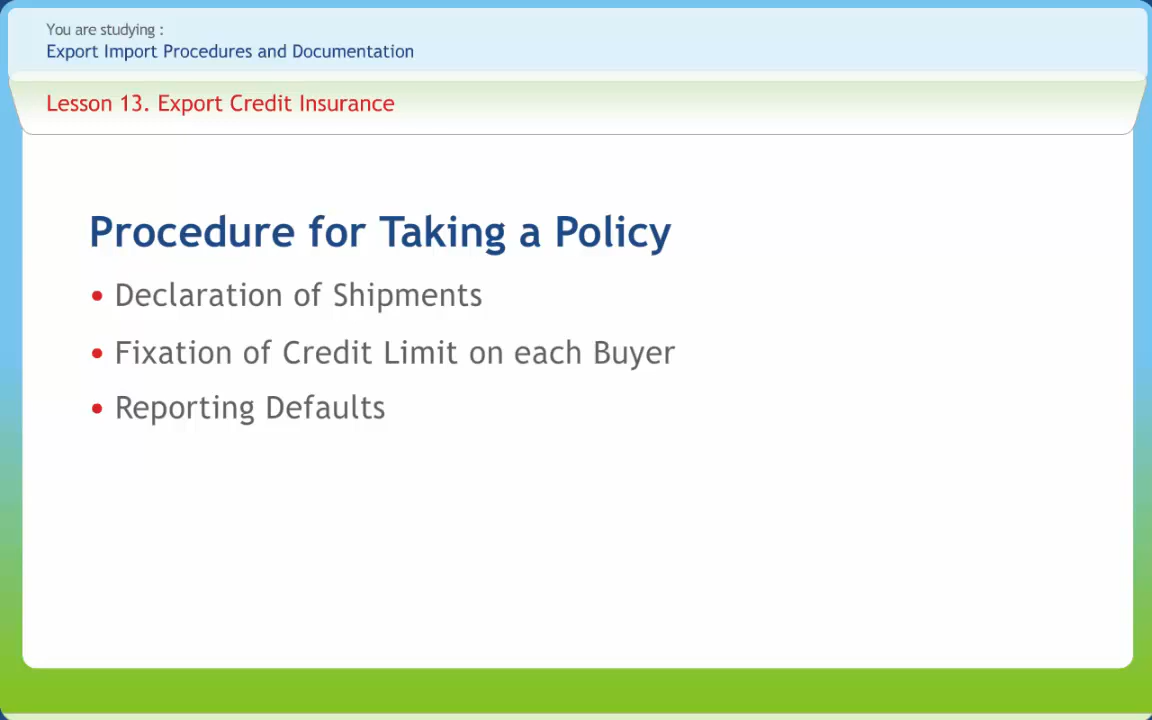 You are studying :
Export Import Procedures and Documentation
Lesson 13. Export Credit Insurance
Procedure for Taking a Policy
• Declaration of Shipments
• Fixation of Credit Limit on each Buyer
• Reporting Defaults